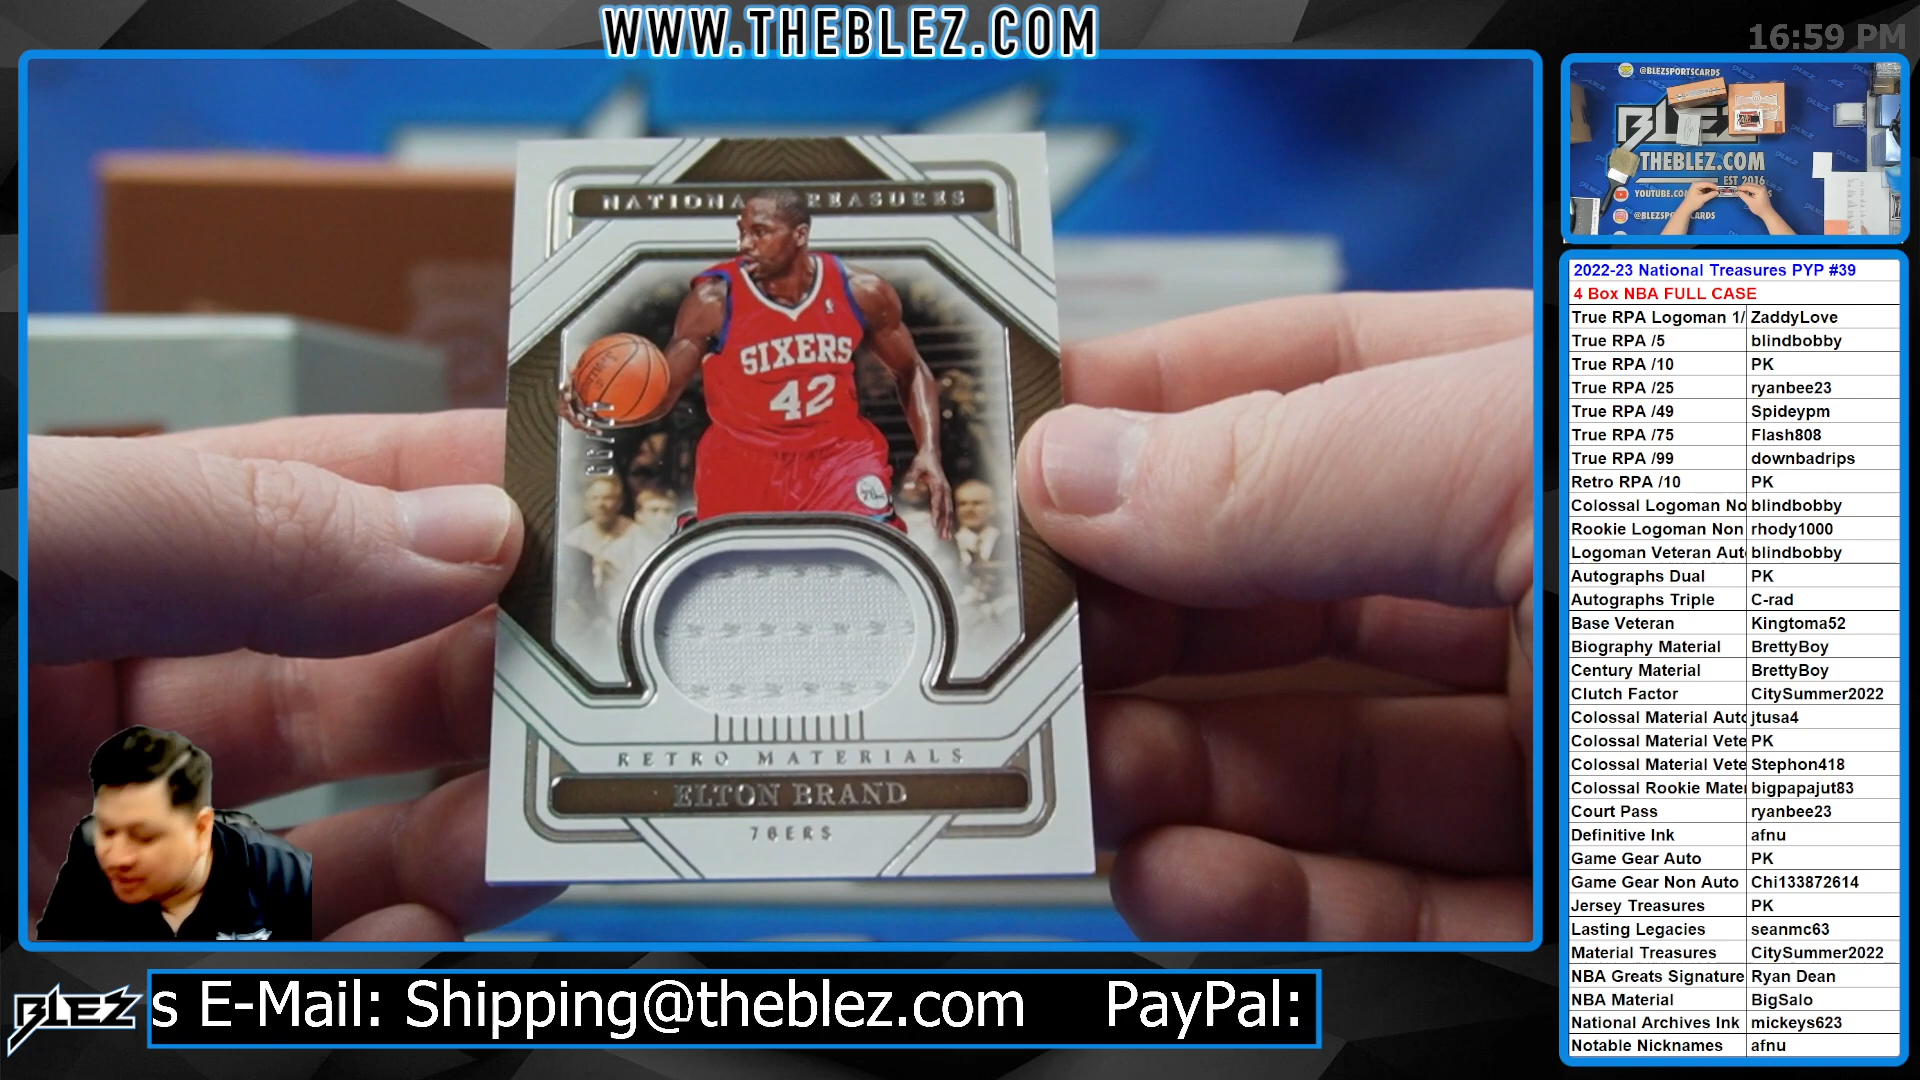 WWW.THEBLEZ.COM
16:59 PM
NATIONAL TREASURES
SIXERS
42
RETRO MATERIALS
ELTON BRAND
76ERS
@BLEZSPORTSCARDS
BLEZ
THEBLEZ.COM
EST 2016
2022-23 National Treasures PYP #39
4 Box NBA FULL CASE
True RPA Logoman 1/ ZaddyLove
True RPA /5 blindbobby
True RPA /10 PK
True RPA /25 ryanbee23
True RPA /49 Spideypm
True RPA /75 Flash808
True RPA /99 downbadrips
Retro RPA /10 PK
Colossal Logoman No blindbobby
Rookie Logoman Non rhody1000
Logoman Veteran Aut blindbobby
Autographs Dual PK
Autographs Triple C-rad
Base Veteran Kingtoma52
Biography Material BrettyBoy
Century Material BrettyBoy
Clutch Factor CitySummer2022
Colossal Material Auto jtusa4
Colossal Material Vete PK
Colossal Material Vete Stephon418
Colossal Rookie Mater bigpapajut83
Court Pass ryanbee23
Definitive Ink afnu
Game Gear Auto PK
Game Gear Non Auto Chi133872614
Jersey Treasures PK
Lasting Legacies seanmc63
Material Treasures CitySummer2022
NBA Greats Signature Ryan Dean
NBA Material BigSalo
National Archives Ink mickeys623
Notable Nicknames afnu
BLEZ
s E-Mail: Shipping@theblez.com PayPal: